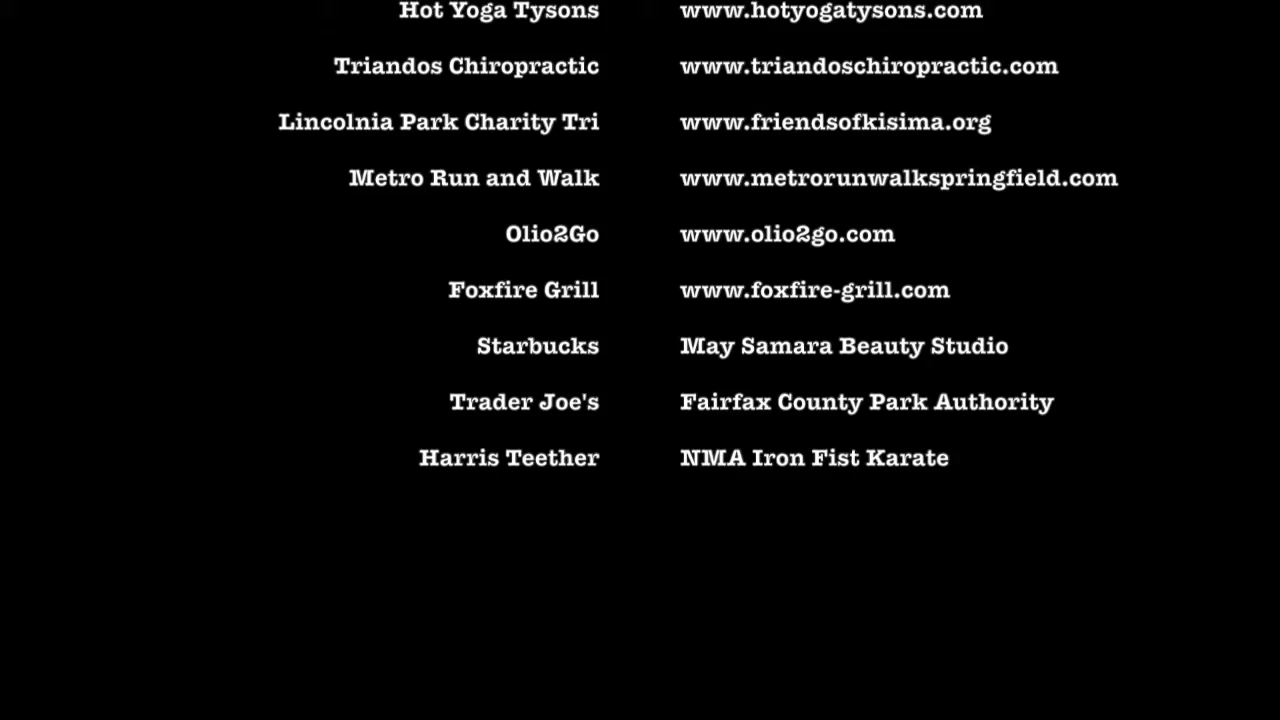 Hot Yoga Tysons www.hotyogatysons.com
Triandos Chiropractic www.triandoschiropractic.com
Lincolnia Park Charity Tri www.friendsofkisima.org
Metro Run and Walk www.metrorunwalkspringfield.com
Olio2Go www.olio2go.com
Foxfire Grill www.foxfire-grill.com
Starbucks May Samara Beauty Studio
Trader Joe's Fairfax County Park Authority
Harris Teether NMA Iron Fist Karate